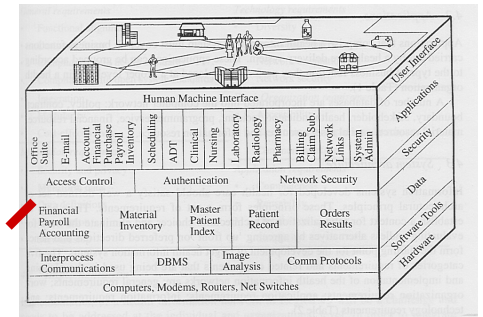 Human Machine Interface
Office
Suite
E-mail
Account
Financial
Purchase
Payroll
Inventory
Scheduling
ADT
Clinical
Nursing
Laboratory
Radiology
Pharmacy
Billing
Claim Sub.
Network
Links
System
Admin
Access Control
Authentication
Network Security
Financial
Payroll
Accounting
Material
Inventory
Master
Patient
Index
Patient
Record
Orders
Results
Interprocess
Communications
DBMS
Image
Analysis
Comm Protocols
Computers, Modems, Routers, Net Switches
User Interface
Applications
Security
Data
Software Tools
Hardware